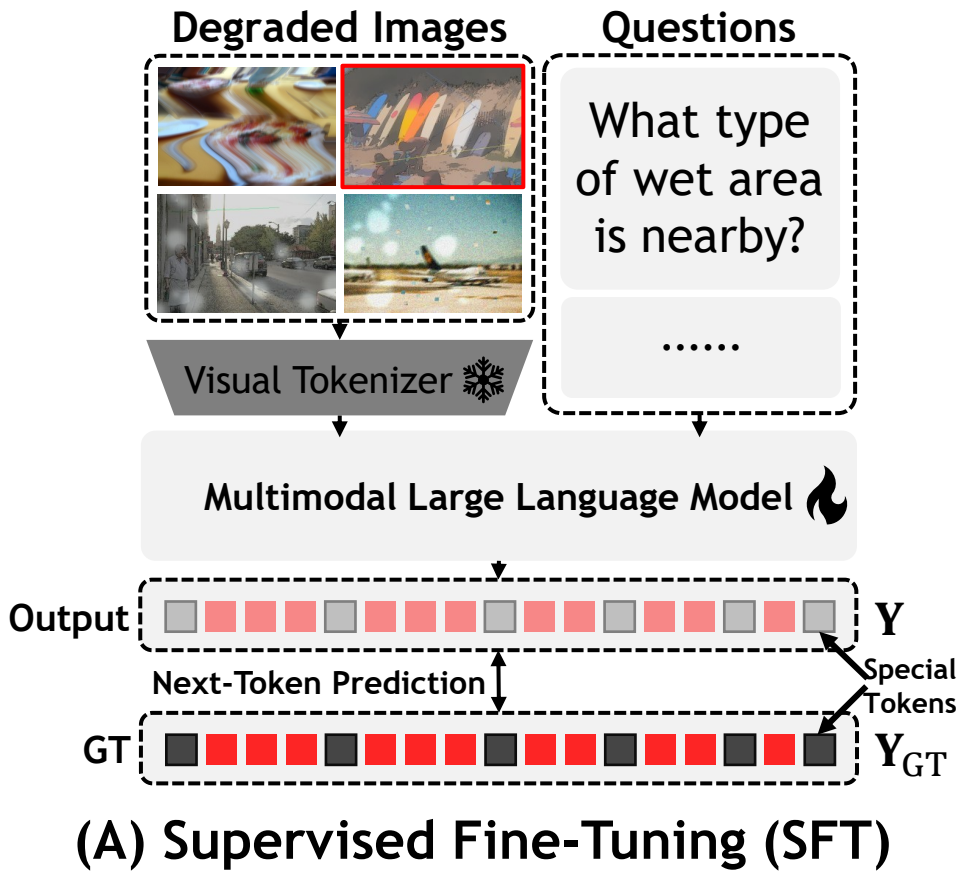 Degraded Images
Questions
What type
of wet area
is nearby?
......
Visual Tokenizer
Multimodal Large Language Model
Output
Y
Next-Token Prediction
Special
Tokens
GT
Y_GT
(A) Supervised Fine-Tuning (SFT)